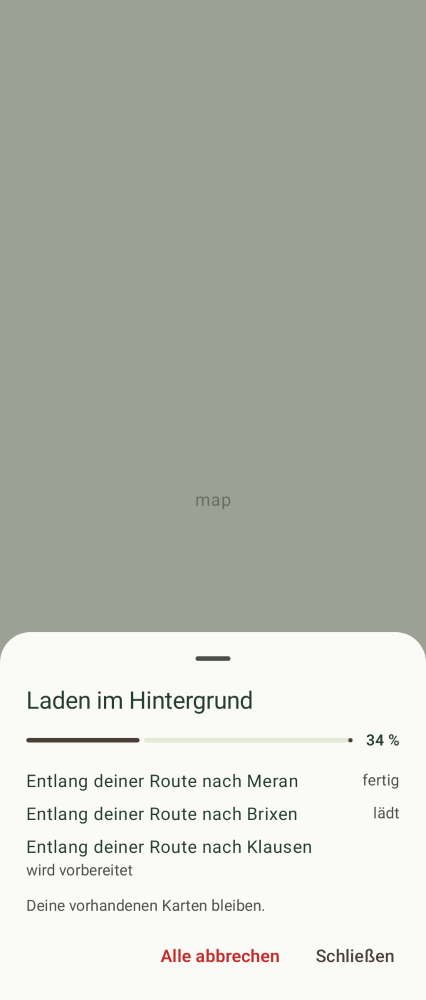 map
Laden im Hintergrund
34 %
Entlang deiner Route nach Meran fertig
Entlang deiner Route nach Brixen lädt
Entlang deiner Route nach Klausen
wird vorbereitet
Deine vorhandenen Karten bleiben.
Alle abbrechen Schließen